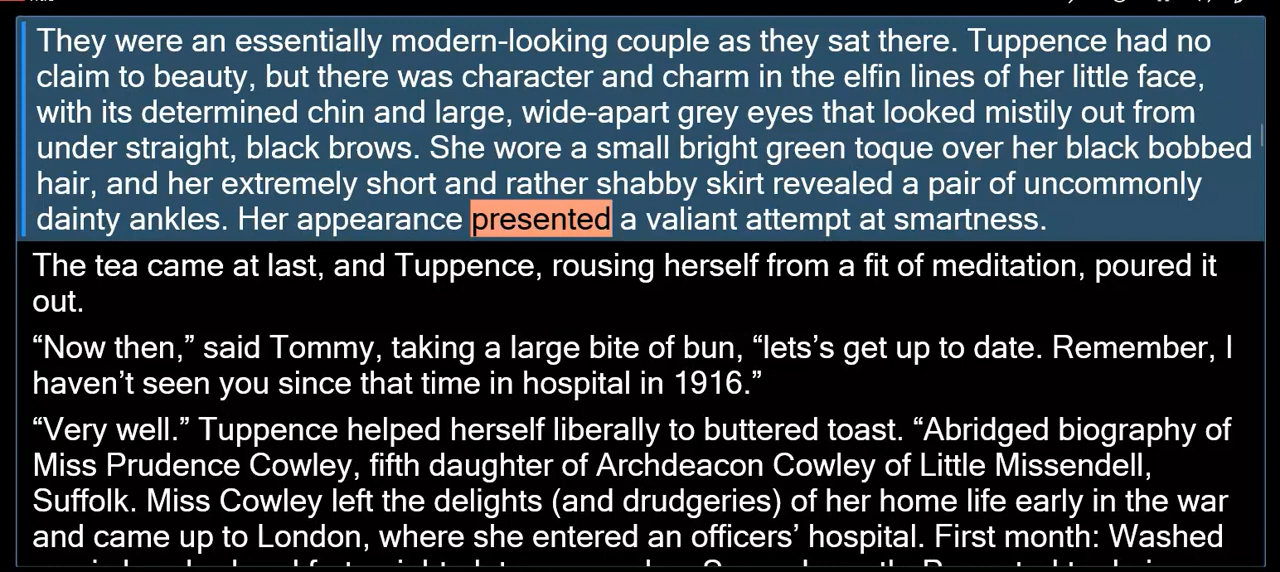 They were an essentially modern-looking couple as they sat there. Tuppence had no
claim to beauty, but there was character and charm in the elfin lines of her little face,
with its determined chin and large, wide-apart grey eyes that looked mistily out from
under straight, black brows. She wore a small bright green toque over her black bobbed
hair, and her extremely short and rather shabby skirt revealed a pair of uncommonly
dainty ankles. Her appearance presented a valiant attempt at smartness.
The tea came at last, and Tuppence, rousing herself from a fit of meditation, poured it
out.
“Now then,” said Tommy, taking a large bite of bun, “lets’s get up to date. Remember, I
haven’t seen you since that time in hospital in 1916.”
“Very well.” Tuppence helped herself liberally to buttered toast. “Abridged biography of
Miss Prudence Cowley, fifth daughter of Archdeacon Cowley of Little Missendell,
Suffolk. Miss Cowley left the delights (and drudgeries) of her home life early in the war
and came up to London, where she entered an officers’ hospital. First month: Washed